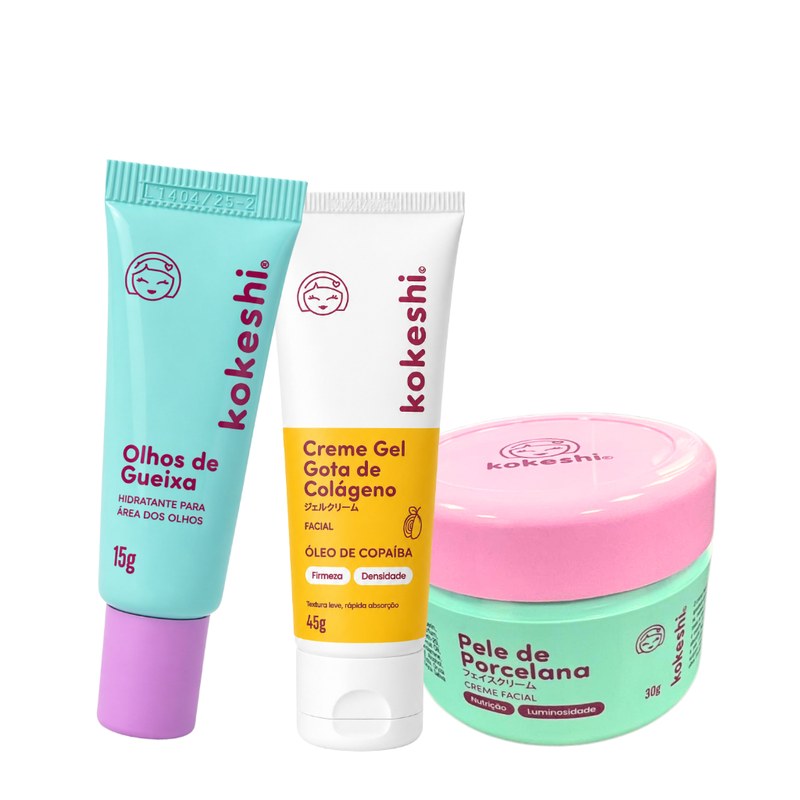 L1404/25-2
kokeshi®
Olhos de
Gueixa
HIDRATANTE PARA
ÁREA DOS OLHOS
15g
kokeshi©
Creme Gel
Gota de
Colágeno
ジェルクリーム
FACIAL
ÓLEO DE COPAÍBA
Firmeza Densidade
Textura leve, rápida absorção
45g
kokeshi©
Pele de
Porcelana
フェイスクリーム
CREME FACIAL
Nutrição Luminosidade
30g
kokeshi©